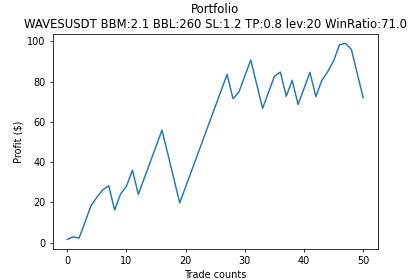 Portfolio
WAVESUSDT BBM:2.1 BBL:260 SL:1.2 TP:0.8 lev:20 WinRatio:71.0
Profit ($)
100
80
60
40
20
0
0 10 20 30 40 50
Trade counts